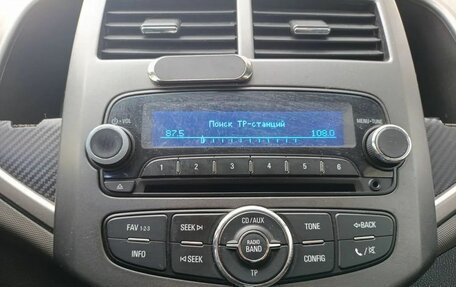 Поиск TP-станций
87.5 108.0
VOL
MENU-TUNE
1 2 3 4 5 6
FAV 1-2-3
SEEK
CD/AUX
TONE
BACK
RADIO
BAND
INFO
SEEK
CONFIG
TP